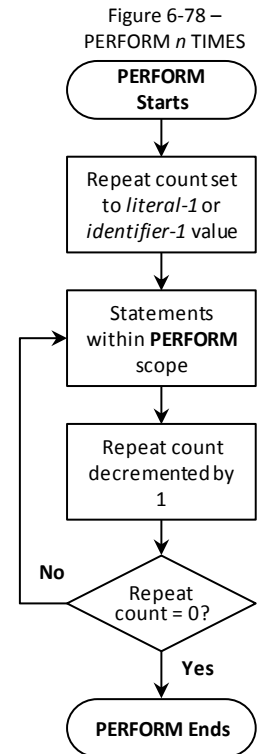 Figure 6-78 –
PERFORM n TIMES
PERFORM
Starts
Repeat count set
to literal-1 or
identifier-1 value
Statements
within PERFORM
scope
Repeat count
decremented by
1
No
Repeat
count = 0?
Yes
PERFORM Ends